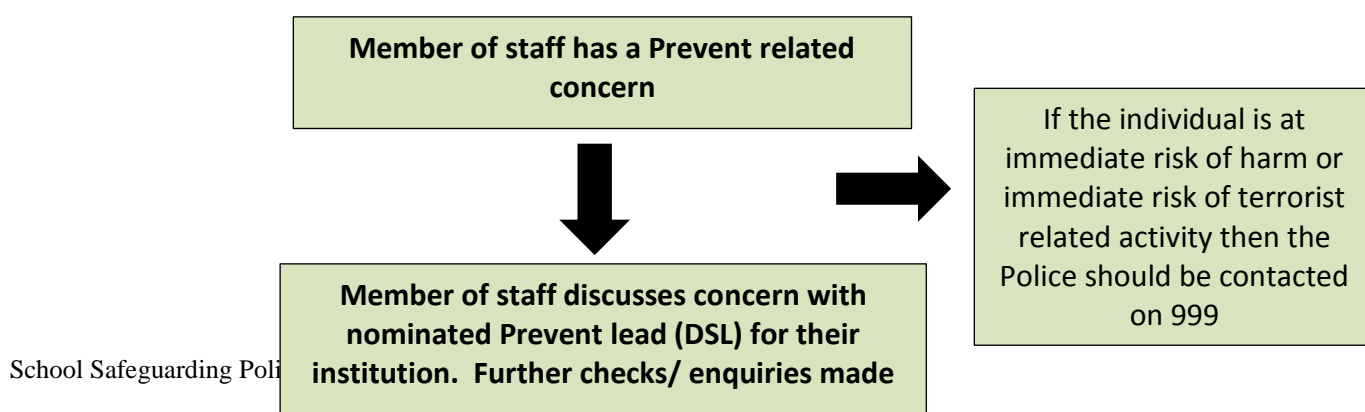 Member of staff has a Prevent related
concern
If the individual is at
immediate risk of harm or
immediate risk of terrorist
related activity then the
Police should be contacted
on 999
Member of staff discusses concern with
nominated Prevent lead (DSL) for their
institution.  Further checks/ enquiries made
School Safeguarding Poli